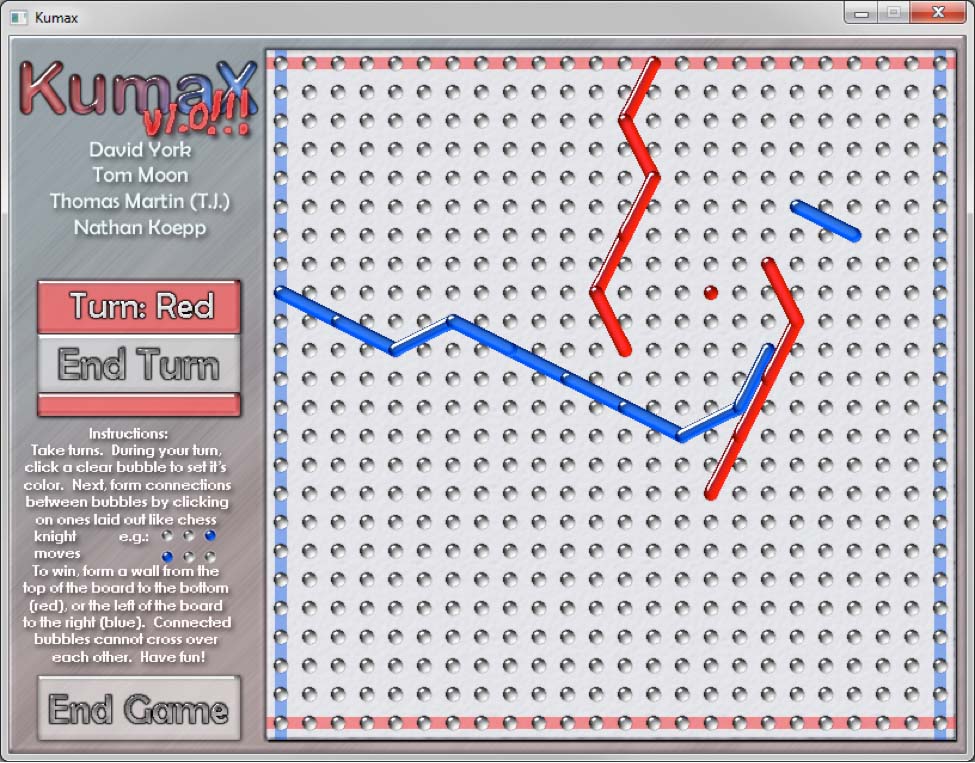 Kumax
KumaX
v1.0!!!
David York
Tom Moon
Thomas Martin (T.J.)
Nathan Koepp
Turn: Red
End Turn
Instructions:
Take turns. During your turn,
click a clear bubble to set it's
color. Next, form connections
between bubbles by clicking
on ones laid out like chess
knight e.g.:
moves
To win, form a wall from the
top of the board to the bottom
(red), or the left of the board
to the right (blue). Connected
bubbles cannot cross over
each other. Have fun!
End Game